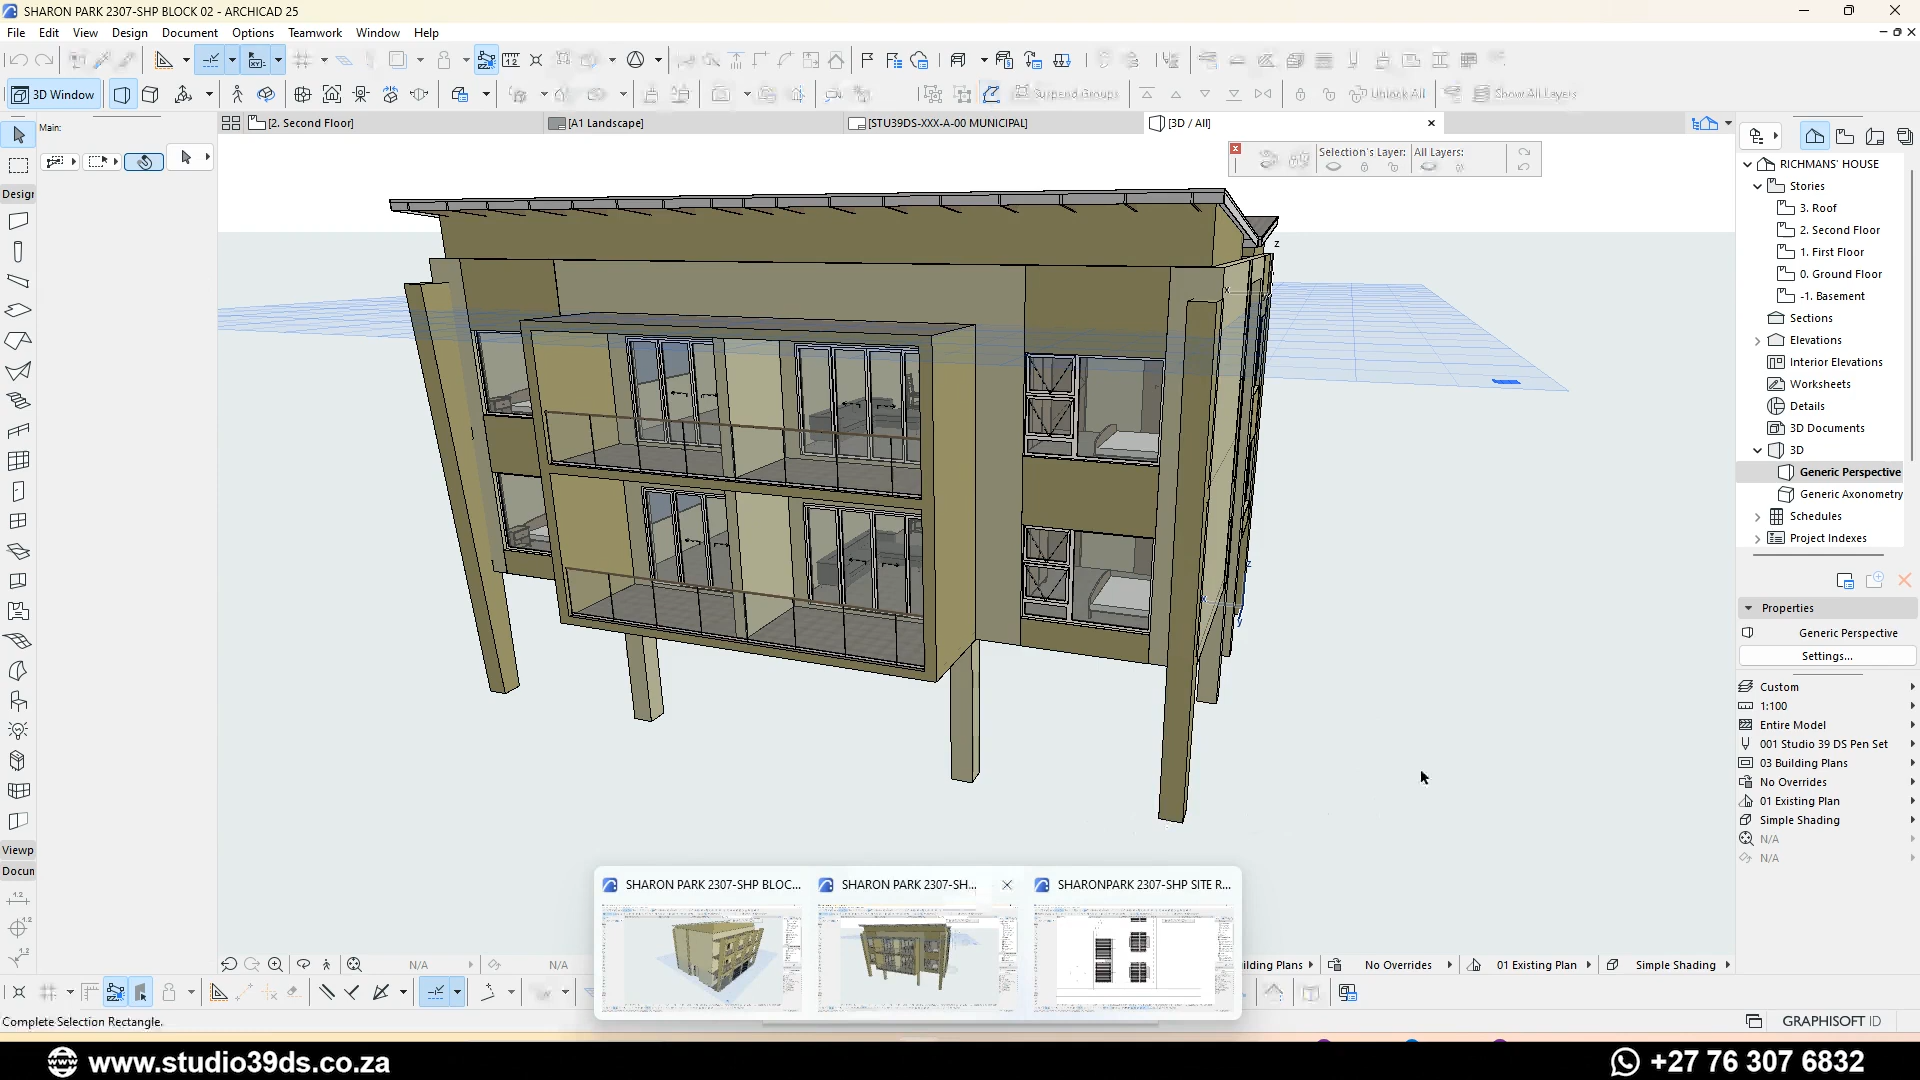 SHARON PARK 2307-SHP BLOCK 02 - ARCHICAD 25
File Edit View Design Document Options Teamwork Window Help
3D Window
Suspend Groups
Unlock All
Show All Layers
Main:
[2. Second Floor]
[A1 Landscape]
[STU39DS-XXX-A-00 MUNICIPAL]
[3D / All]
Selection's Layer:
All Layers:
Desigr
RICHMANS' HOUSE
Stories
3. Roof
2. Second Floor
1. First Floor
0. Ground Floor
-1. Basement
Sections
Elevations
Interior Elevations
Worksheets
Details
3D Documents
3D
Generic Perspective
Generic Axonometry
Schedules
Project Indexes
Properties
Generic Perspective
Settings...
Custom
1:100
Entire Model
001 Studio 39 DS Pen Set
03 Building Plans
No Overrides
01 Existing Plan
Simple Shading
N/A
N/A
Viewp
Docun
SHARON PARK 2307-SHP BLOC...
SHARON PARK 2307-SH...
SHARONPARK 2307-SHP SITE R...
N/A
N/A
ilding Plans
No Overrides
01 Existing Plan
Simple Shading
Complete Selection Rectangle.
GRAPHISOFT ID
www.studio39ds.co.za
+27 76 307 6832